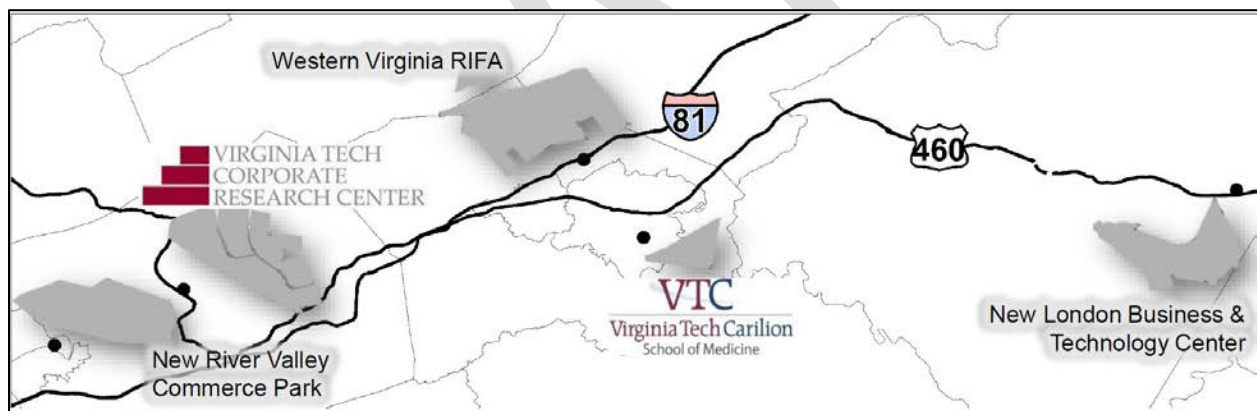 Western Virginia RIFA
81
460
VIRGINIA TECH
CORPORATE
RESEARCH CENTER
VTC
Virginia Tech Carilion
School of Medicine
New London Business &
Technology Center
New River Valley
Commerce Park